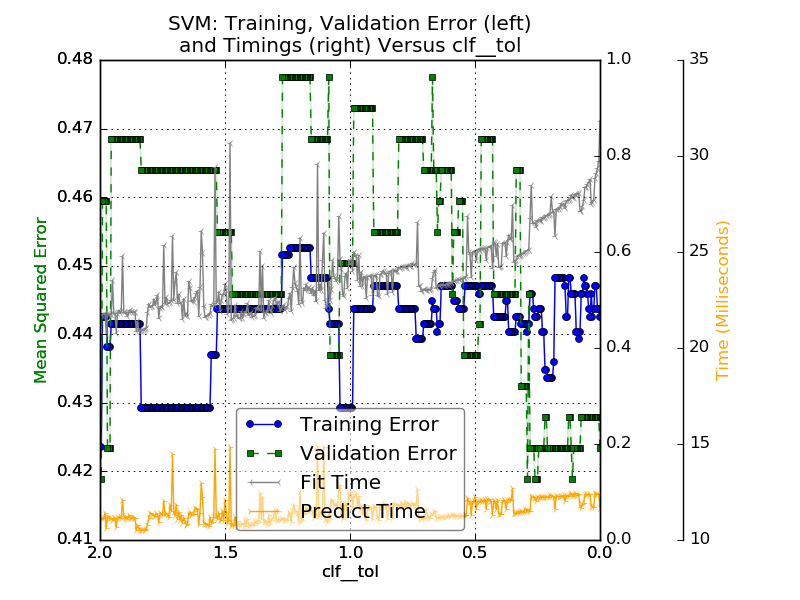 SVM: Training, Validation Error (left)
and Timings (right) Versus clf__tol
0.48
0.47
0.46
0.45
0.44
0.43
0.42
0.41
Mean Squared Error
2.0
1.5
1.0
0.5
0.0
clf__tol
Training Error
Validation Error
Fit Time
Predict Time
1.0
0.8
0.6
0.4
0.2
0.0
35
30
25
20
15
10
Time (Milliseconds)